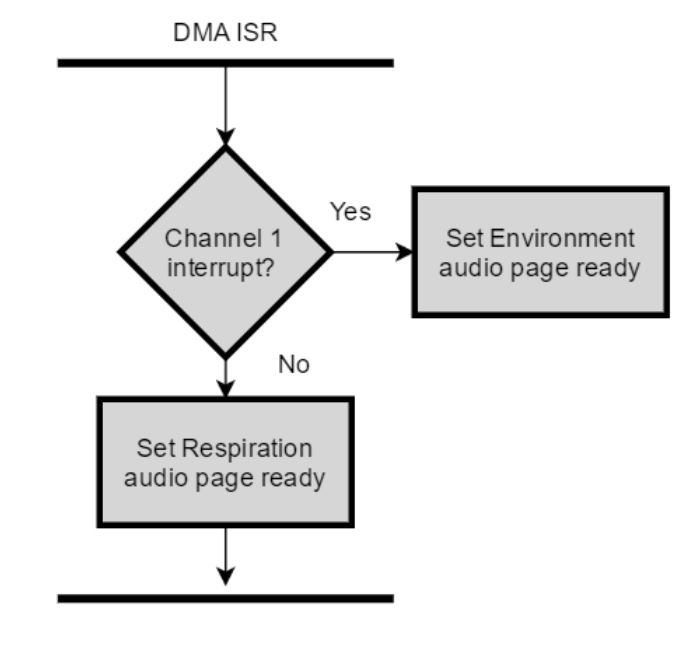 DMA ISR
Channel 1
interrupt?
Yes
Set Environment
audio page ready
No
Set Respiration
audio page ready